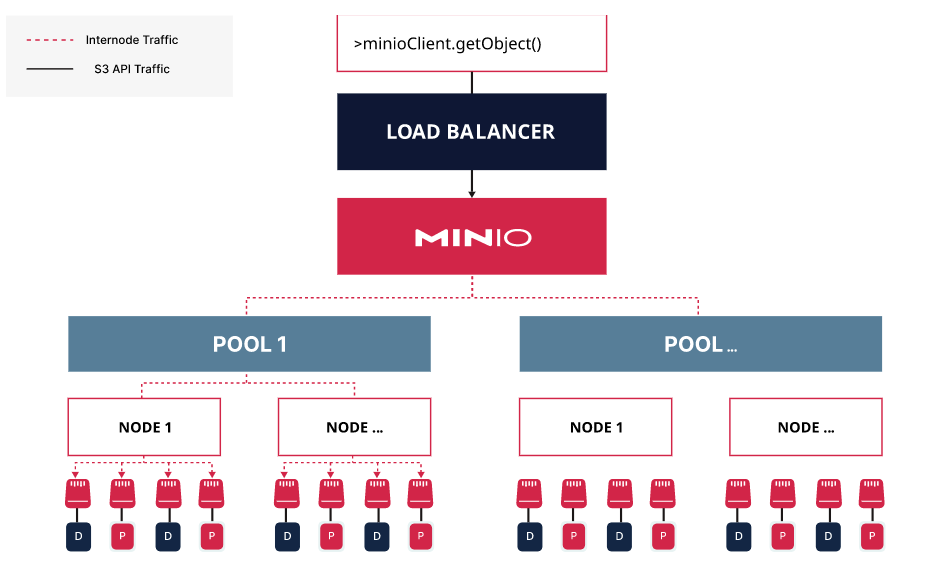 Internode Traffic
S3 API Traffic
>minioClient.getObject()
LOAD BALANCER
MINIO
POOL 1
POOL ...
NODE 1
NODE ...
NODE 1
NODE ...
D P D P D P D P D P D P D P D P